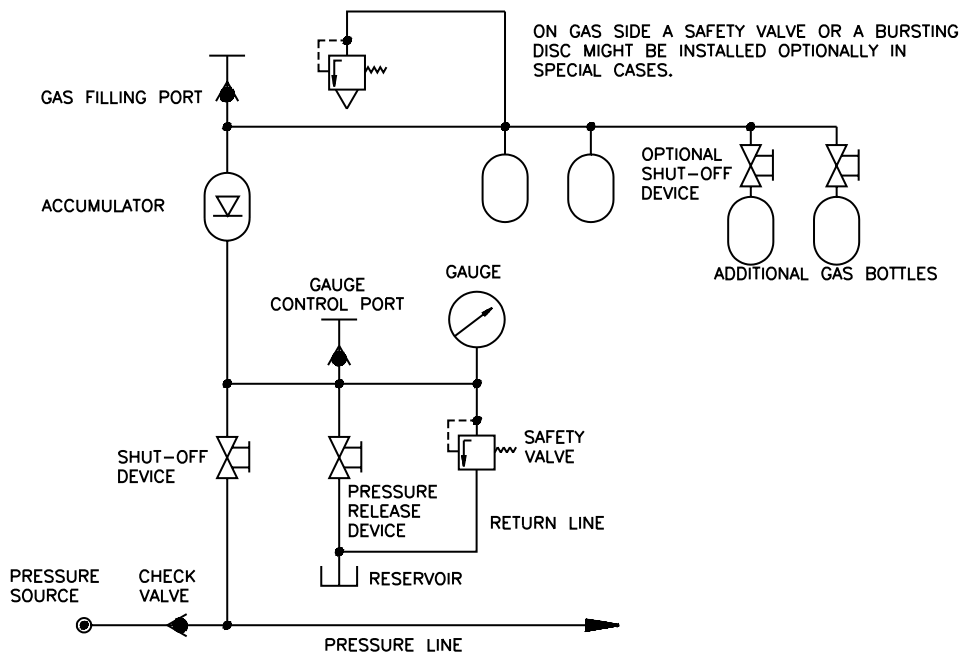 ON GAS SIDE A SAFETY VALVE OR A BURSTING
DISC MIGHT BE INSTALLED OPTIONALLY IN
SPECIAL CASES.
GAS FILLING PORT
OPTIONAL
SHUT-OFF
DEVICE
ACCUMULATOR
ADDITIONAL GAS BOTTLES
GAUGE
CONTROL PORT
GAUGE
SHUT-OFF
DEVICE
SAFETY
VALVE
PRESSURE
RELEASE
DEVICE
RETURN LINE
RESERVOIR
PRESSURE
SOURCE
CHECK
VALVE
PRESSURE LINE